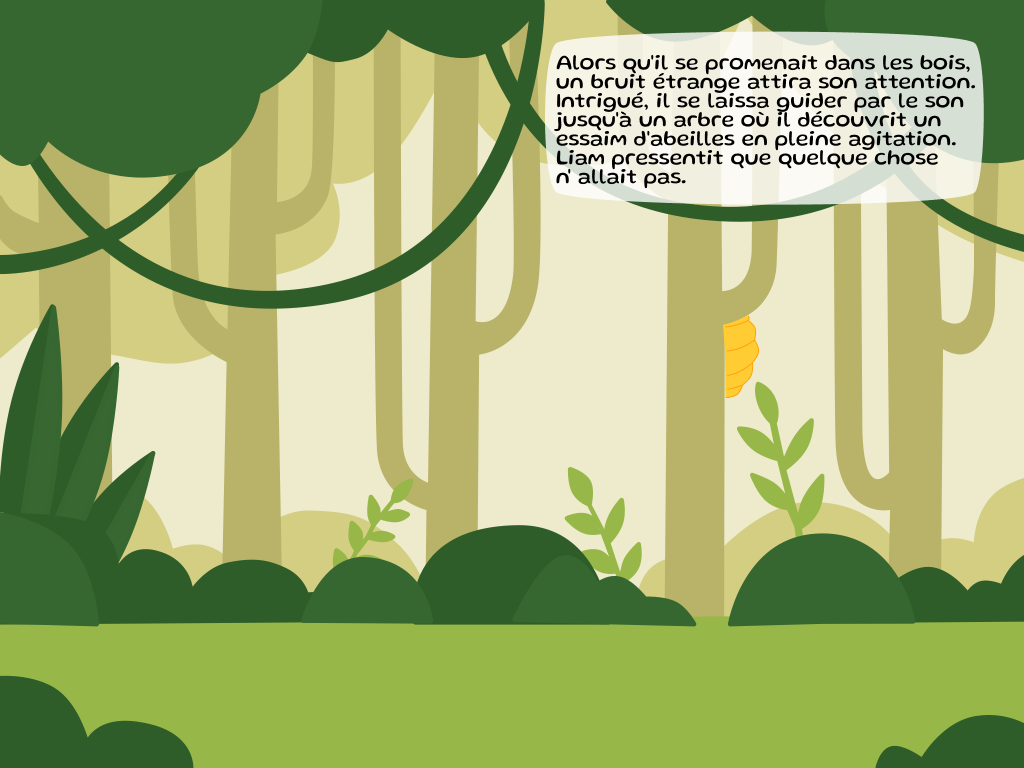 Alors qu'il se promenait dans les bois,
un bruit étrange attira son attention.
Intrigué, il se laissa guider par le son
jusqu'à un arbre où il découvrit un
essaim d'abeilles en pleine agitation.
Liam pressentit que quelque chose
n' allait pas.